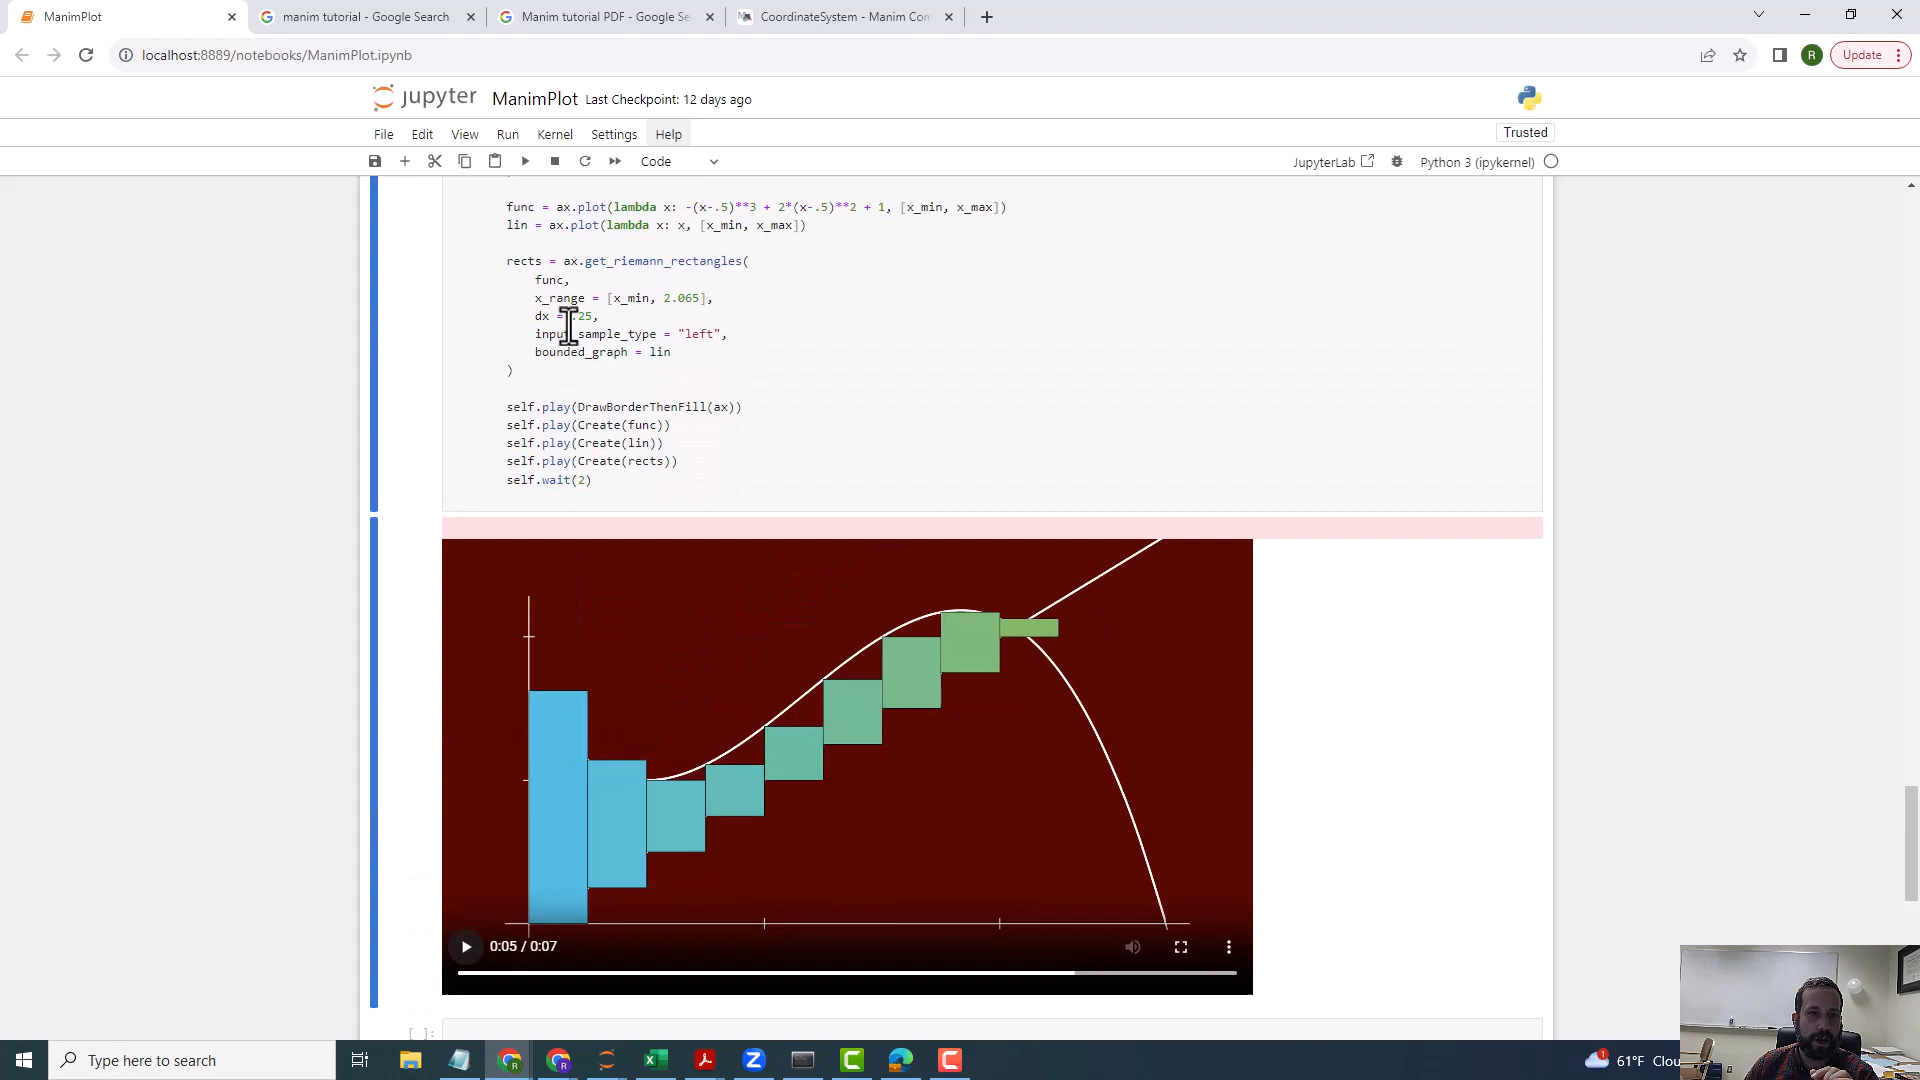 ManimPlot
manim tutorial - Google Search
Manim tutorial PDF - Google Se
CoordinateSystem - Manim Com
localhost:8889/notebooks/ManimPlot.ipynb
R
Update
jupyter ManimPlot Last Checkpoint: 12 days ago
File Edit View Run Kernel Settings Help
Trusted
Code
JupyterLab
Python 3 (ipykernel)
func = ax.plot(lambda x: -(x-.5)**3 + 2*(x-.5)**2 + 1, [x_min, x_max])
lin = ax.plot(lambda x: x, [x_min, x_max])
rects = ax.get_riemann_rectangles(
func,
x_range = [x_min, 2.065],
dx = .25,
input_sample_type = "left",
bounded_graph = lin
)
self.play(DrawBorderThenFill(ax))
self.play(Create(func))
self.play(Create(lin))
self.play(Create(rects))
self.wait(2)
0:05 / 0:07
[ ]:
Type here to search
1
61°F Clou